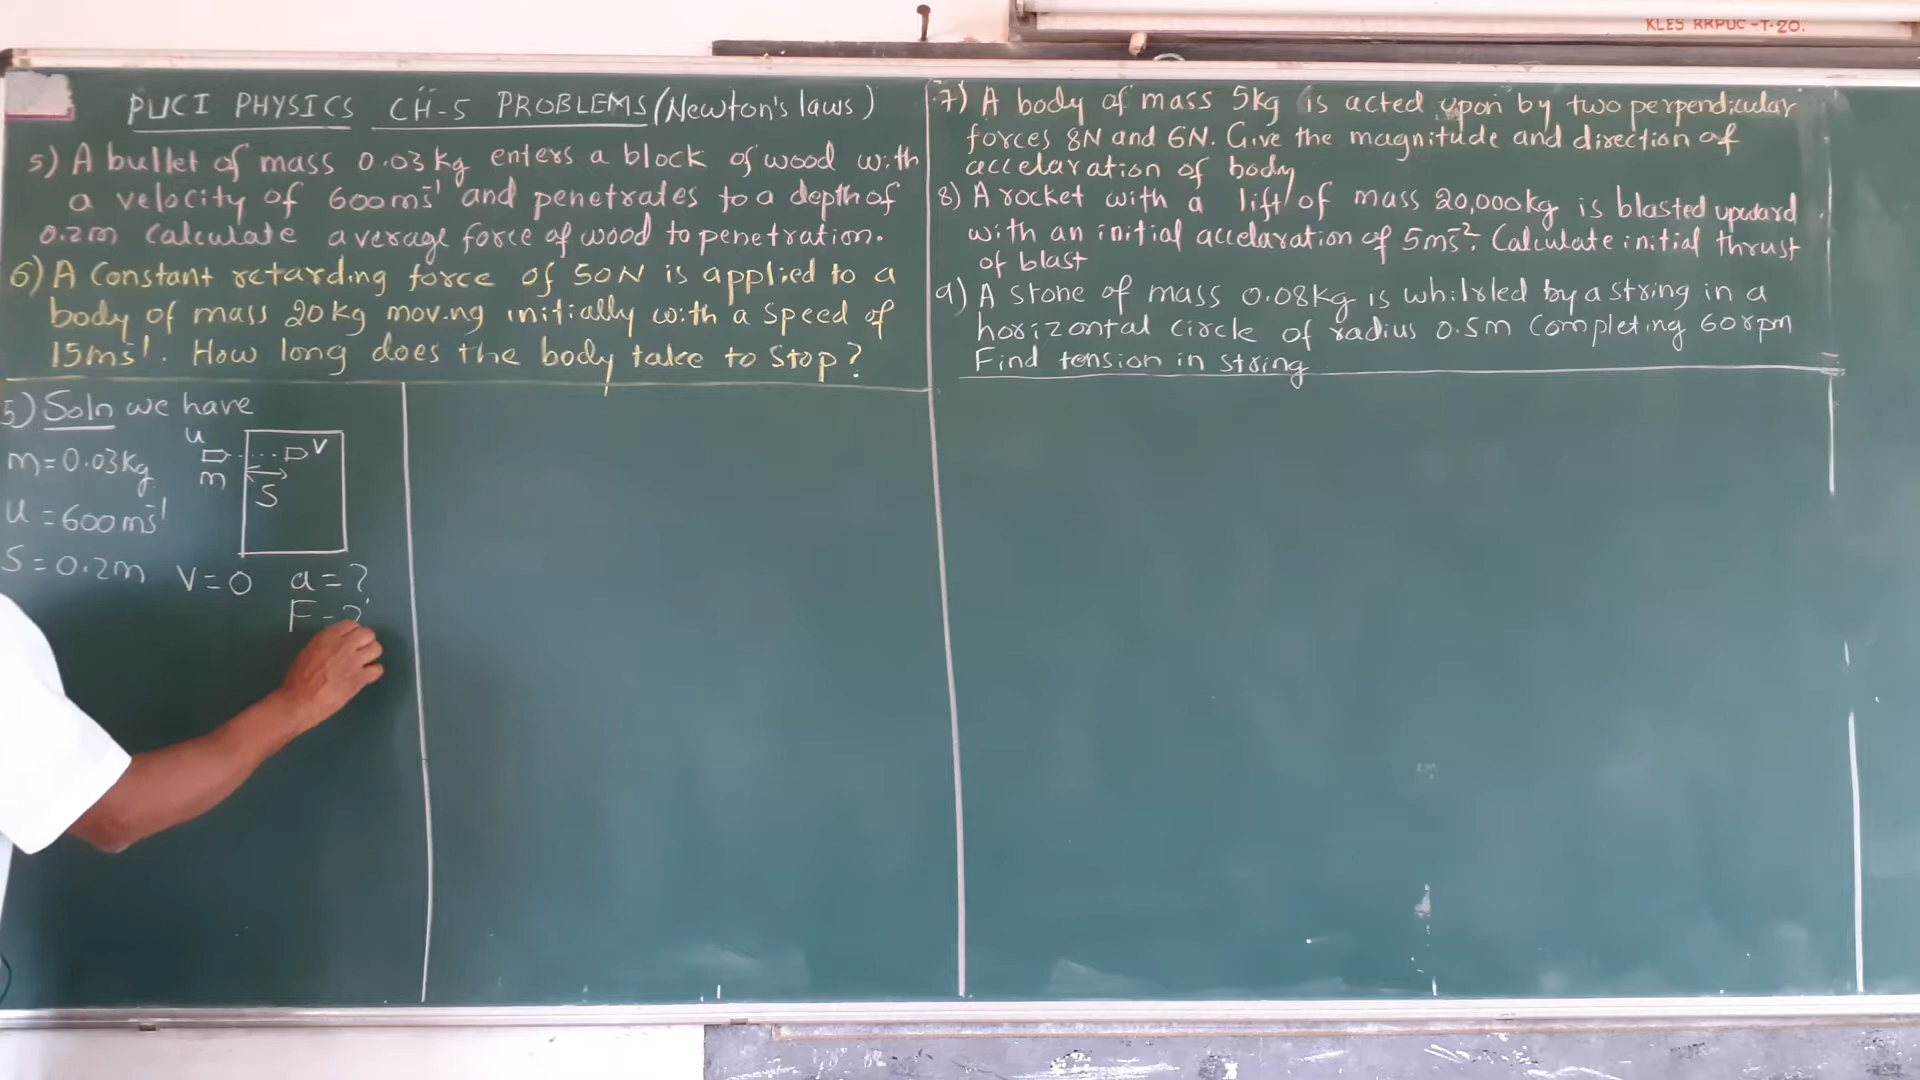 KLES RRPUC-T-20.
PUCI PHYSICS CH-5 PROBLEMS (Newton's laws)
5) A bullet of mass 0.03kg enters a block of wood with
a velocity of 600ms⁻¹ and penetrates to a depth of
0.2m Calculate average force of wood to penetration.
6) A Constant retarding force of 50N is applied to a
body of mass 20kg moving initially with a speed of
15ms⁻¹. How long does the body take to stop?
7) A body of mass 5kg is acted upon by two perpendicular
forces 8N and 6N. Give the magnitude and direction of
accelaration of body
8) A rocket with a lift of mass 20,000kg is blasted upward
with an initial accelaration of 5ms⁻². Calculate initial thrust
of blast
9) A stone of mass 0.08kg is whilrled by a string in a
horizontal circle of radius 0.5m completing 60rpm
Find tension in string
5) Soln we have
u
V
m=0.03kg
m
S
u=600ms⁻¹
S=0.2m V=0 a=?
F=?